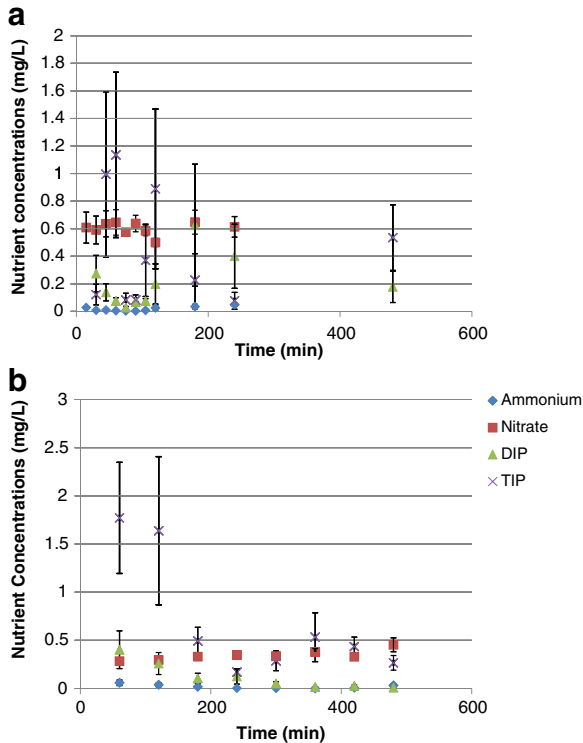 a
Nutrient concentrations (mg/L)
2
1.8
1.6
1.4
1.2
1
0.8
0.6
0.4
0.2
0
0 200 400 600
Time (min)
b
Nutrient Concentrations (mg/L)
3
2.5
2
1.5
1
0.5
0
0 200 400 600
Time (min)
Ammonium
Nitrate
DIP
TIP